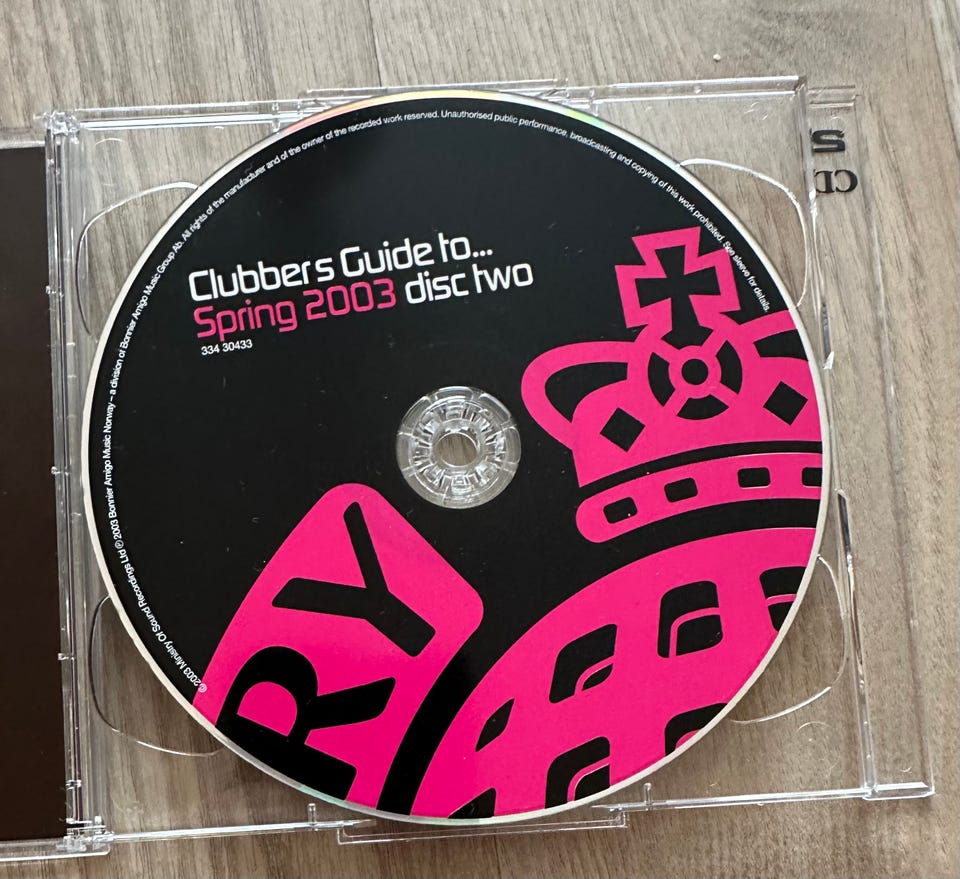 Clubbers Guide to...
Spring 2003 disc two
334 30433
©2003 Ministry Of Sound Recordings Ltd ℗2003 Bonnier Amigo Music Norway – a division of Bonnier Amigo Music Group Ab. All rights of the manufacturer and of the owner of the recorded work reserved. Unauthorised public performance, broadcasting and copying of this work prohibited. See sleeve for details.
RY
S
CD